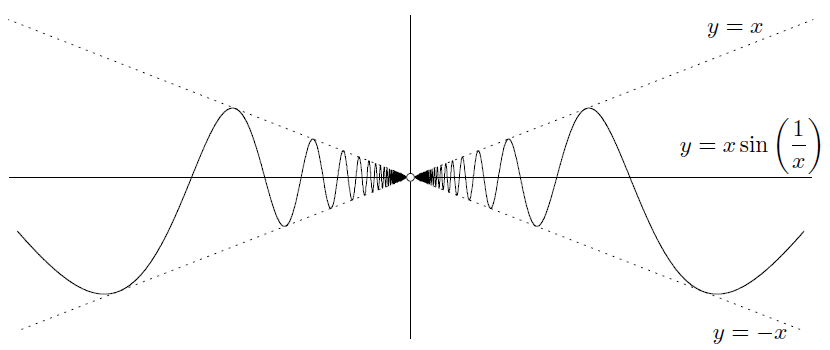 y = x
y = x sin (1/x)
y = −x